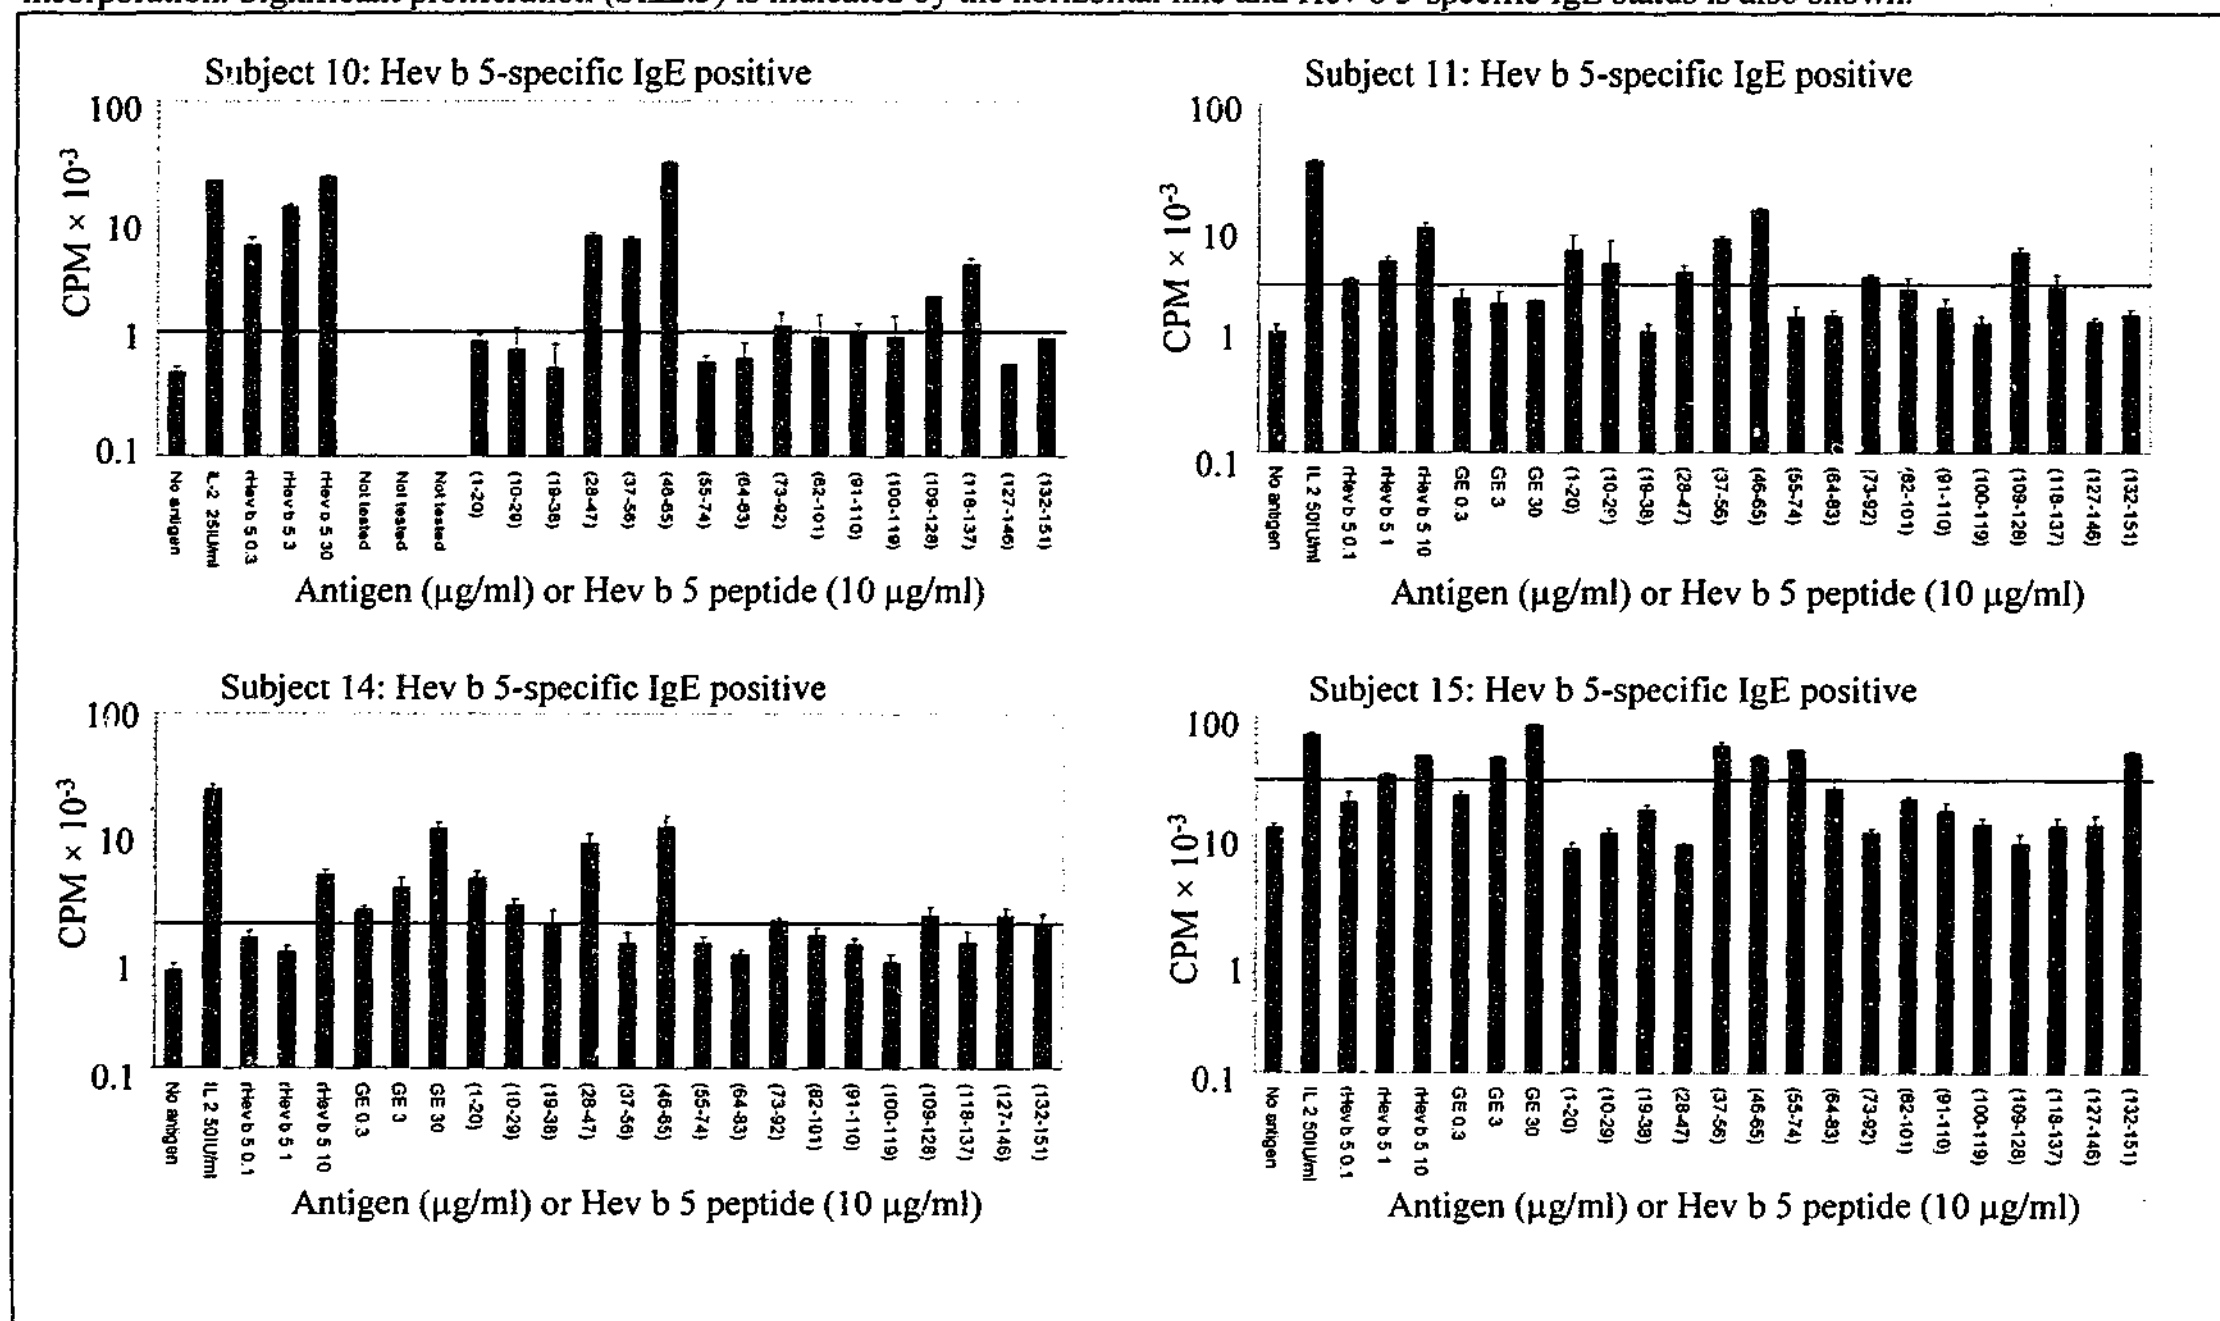 Subject 10: Hev b 5-specific IgE positive
100
10
1
0.1
CPM × 10-3
No antigen
IL-2 25IU/ml
rHev b 5 0.3
rHev b 5 3
rHev b 5 30
Not tested
Not tested
Not tested
(1-20)
(10-29)
(19-38)
(28-47)
(37-56)
(46-65)
(55-74)
(64-83)
(73-92)
(82-101)
(91-110)
(100-119)
(109-128)
(118-137)
(127-146)
(132-151)
Antigen (µg/ml) or Hev b 5 peptide (10 µg/ml)
Subject 11: Hev b 5-specific IgE positive
100
10
1
0.1
CPM × 10-3
No antigen
IL 2 50IU/ml
rHev b 5 0.1
rHev b 5 1
rHev b 5 10
GE 0.3
GE 3
GE 30
(1-20)
(10-29)
(19-38)
(28-47)
(37-56)
(46-65)
(55-74)
(64-83)
(73-92)
(82-101)
(91-110)
(100-119)
(109-128)
(118-137)
(127-146)
(132-151)
Antigen (µg/ml) or Hev b 5 peptide (10 µg/ml)
Subject 14: Hev b 5-specific IgE positive
100
10
1
0.1
CPM × 10-3
No antigen
IL 2 50IU/ml
rHev b 5 0.1
rHev b 5 1
rHev b 5 10
GE 0.3
GE 3
GE 30
(1-20)
(10-29)
(19-38)
(28-47)
(37-56)
(46-65)
(55-74)
(64-83)
(73-92)
(82-101)
(91-110)
(100-119)
(109-128)
(118-137)
(127-146)
(132-151)
Antigen (µg/ml) or Hev b 5 peptide (10 µg/ml)
Subject 15: Hev b 5-specific IgE positive
100
10
1
0.1
CPM × 10-3
No antigen
IL 2 50IU/ml
rHev b 5 0.1
rHev b 5 1
rHev b 5 10
GE 0.3
GE 3
GE 30
(1-20)
(10-29)
(19-38)
(28-47)
(37-56)
(46-65)
(55-74)
(64-83)
(73-92)
(82-101)
(91-110)
(100-119)
(109-128)
(118-137)
(127-146)
(132-151)
Antigen (µg/ml) or Hev b 5 peptide (10 µg/ml)